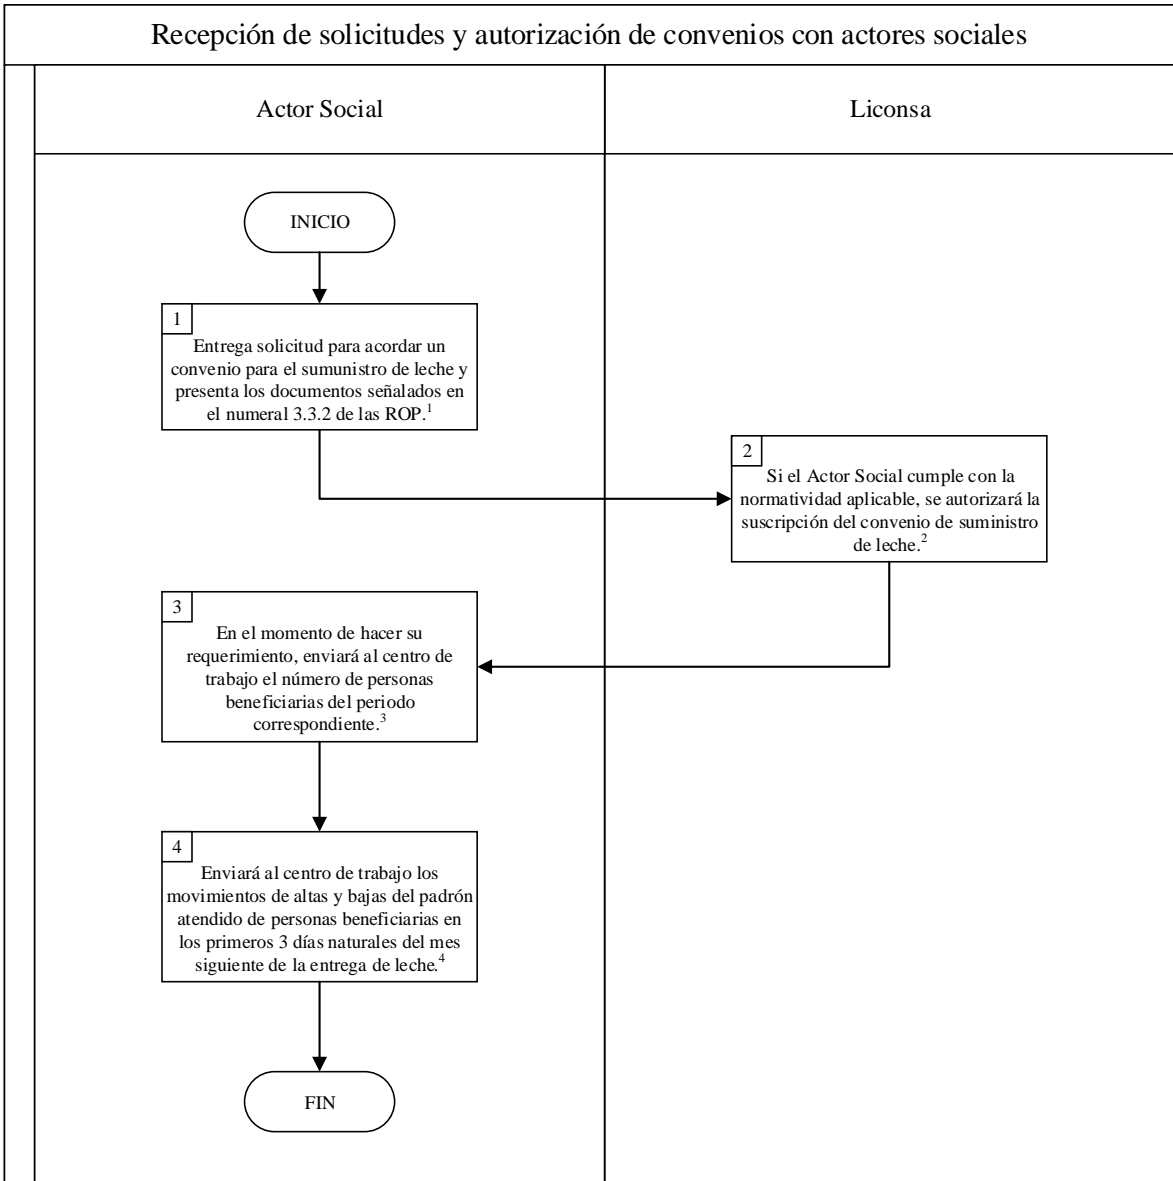 Recepción de solicitudes y autorización de convenios con actores sociales
Actor Social
Liconsa
INICIO
1
Entrega solicitud para acordar un
convenio para el sumunistro de leche y
presenta los documentos señalados en
el numeral 3.3.2 de las ROP.1
2
Si el Actor Social cumple con la
normatividad aplicable, se autorizará la
suscripción del convenio de suministro
de leche.2
3
En el momento de hacer su
requerimiento, enviará al centro de
trabajo el número de personas
beneficiarias del periodo
correspondiente.3
4
Enviará al centro de trabajo los
movimientos de altas y bajas del padrón
atendido de personas beneficiarias en
los primeros 3 días naturales del mes
siguiente de la entrega de leche.4
FIN